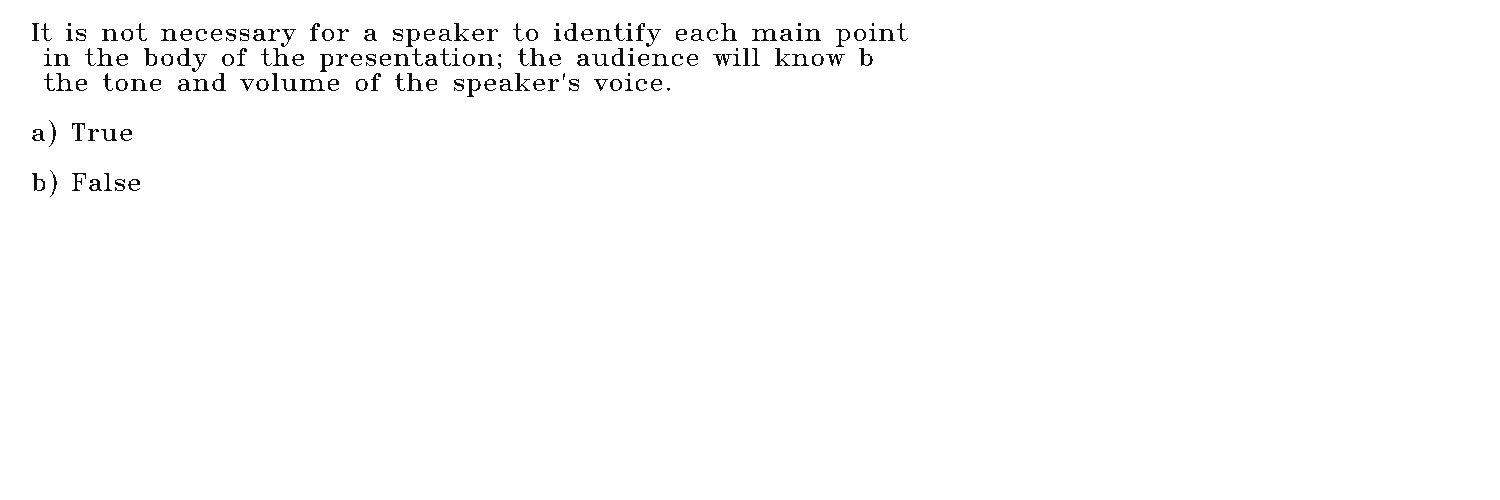 It is not necessary for a speaker to identify each main point
in the body of the presentation; the audience will know b
the tone and volume of the speaker's voice.
a) True
b) False